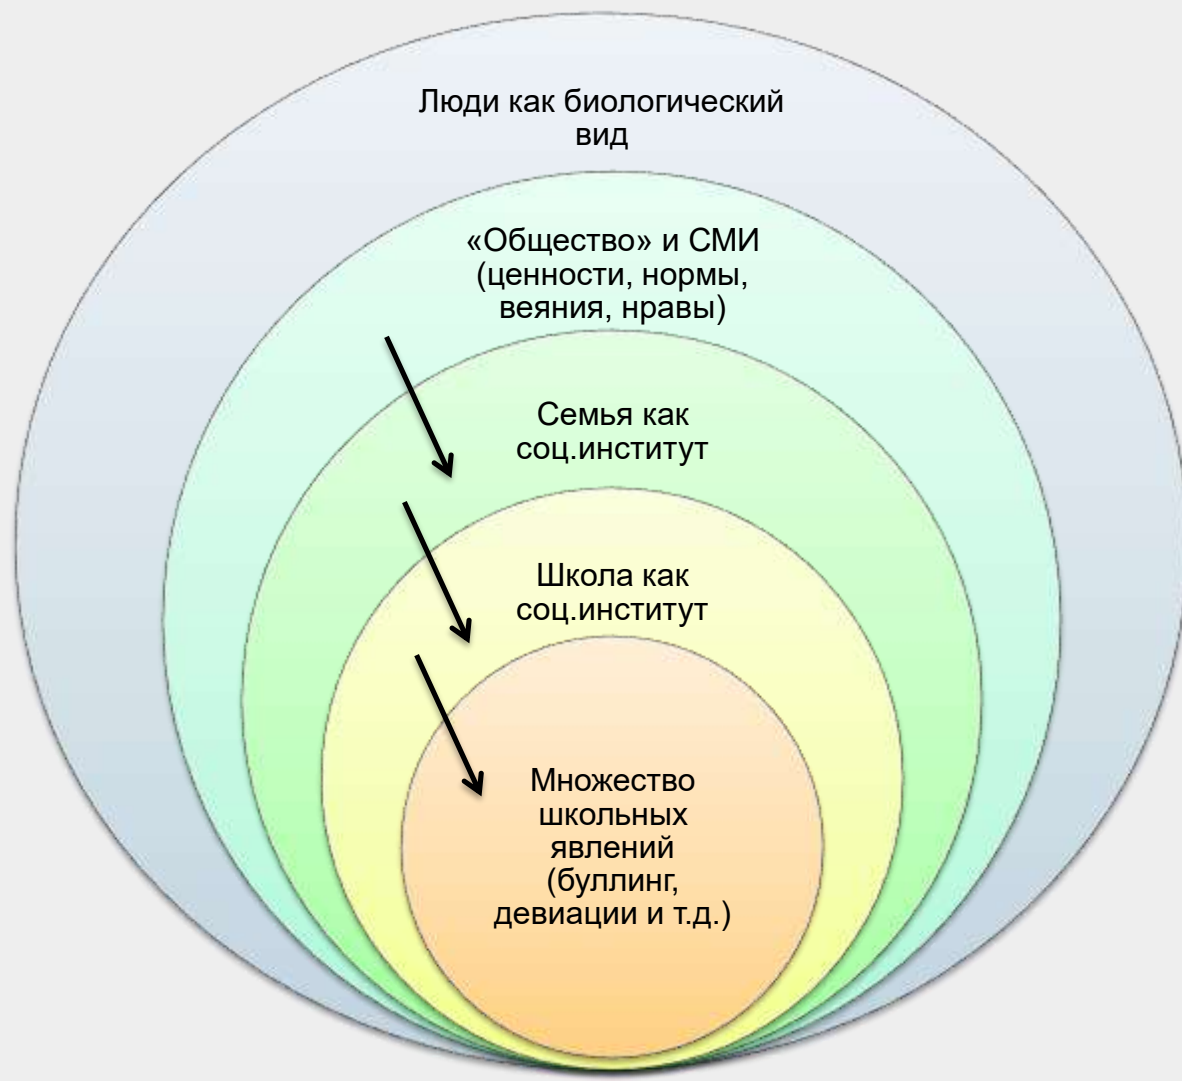 Люди как биологический
вид
«Общество» и СМИ
(ценности, нормы,
веяния, нравы)
Семья как
соц.институт
Школа как
соц.институт
Множество
школьных
явлений
(буллинг,
девиации и т.д.)